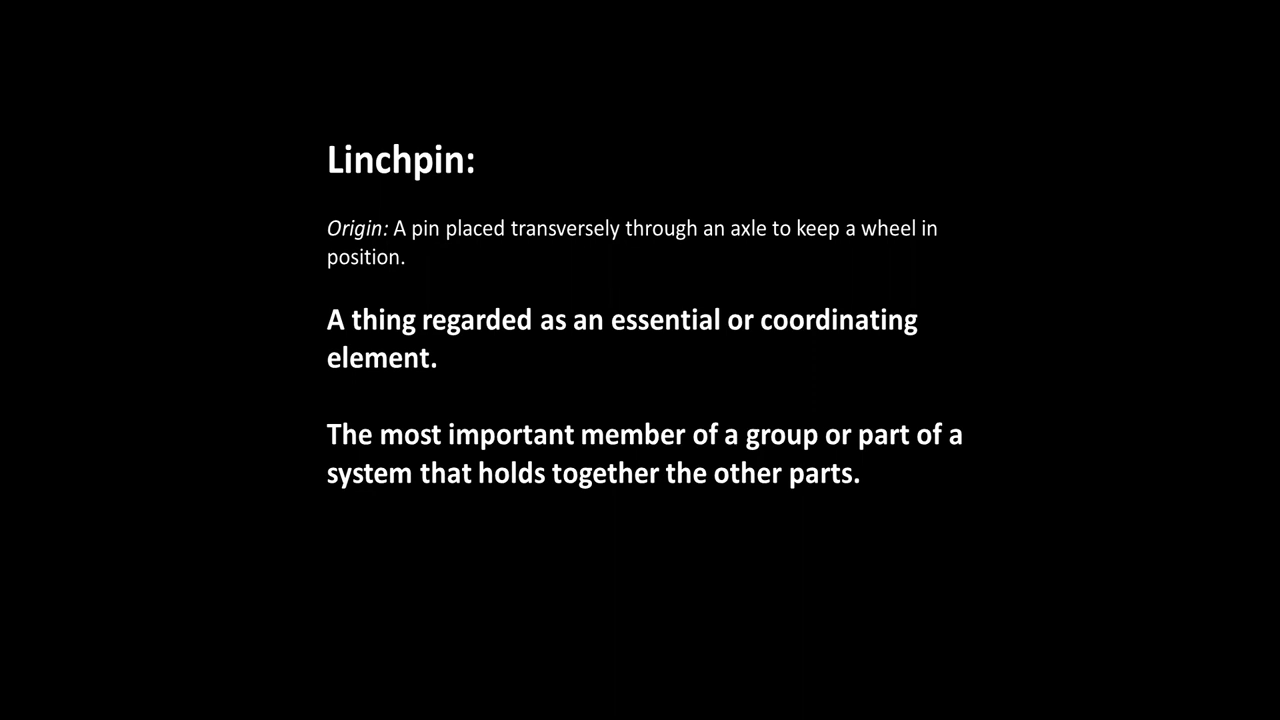 Linchpin:
Origin: A pin placed transversely through an axle to keep a wheel in
position.
A thing regarded as an essential or coordinating
element.
The most important member of a group or part of a
system that holds together the other parts.